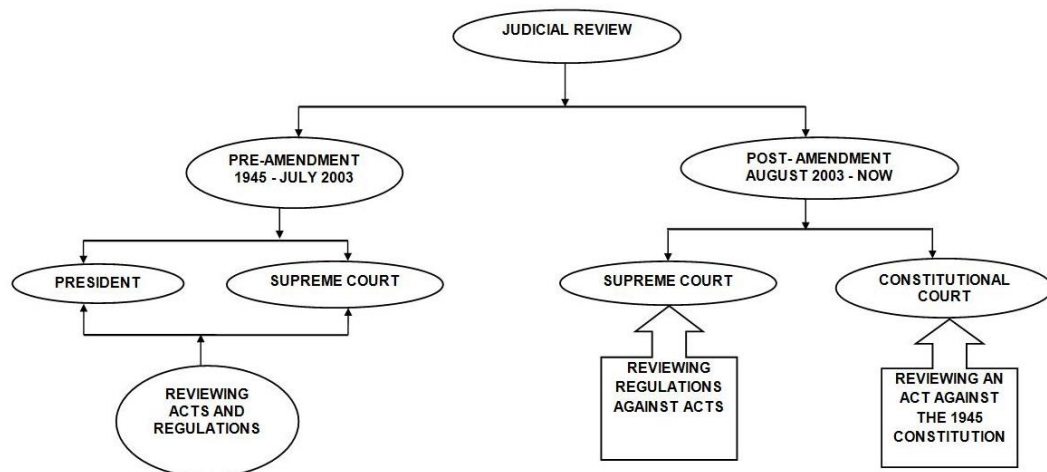 JUDICIAL REVIEW
PRE-AMENDMENT
1945 - JULY 2003
POST- AMENDMENT
AUGUST 2003 - NOW
PRESIDENT
SUPREME COURT
SUPREME COURT
CONSTITUTIONAL
COURT
REVIEWING
ACTS AND
REGULATIONS
REVIEWING
REGULATIONS
AGAINST ACTS
REVIEWING AN
ACT AGAINST
THE 1945
CONSTITUTION